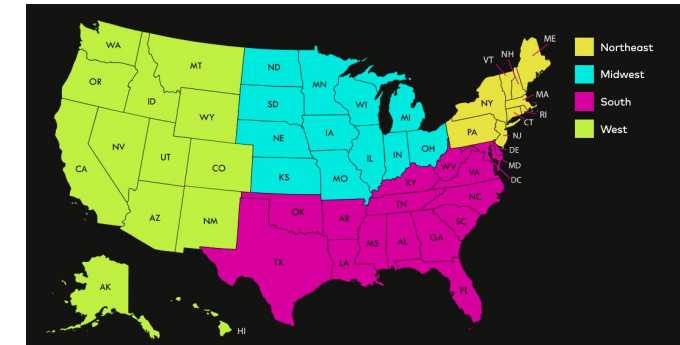 ME
WA
NH
VT
MT
ND
Northeast
MN
OR
Midwest
ID
SD
WI
MA
South
WY
MI
NY
RI
CT
IA
West
PA
NE
NJ
NV
OH
IN
IL
DE
UT
MD
CO
WV
CA
VA
KS
MO
DC
KY
NC
TN
OK
AZ
AR
NM
SC
MS
AL
GA
TX
LA
AK
FL
HI